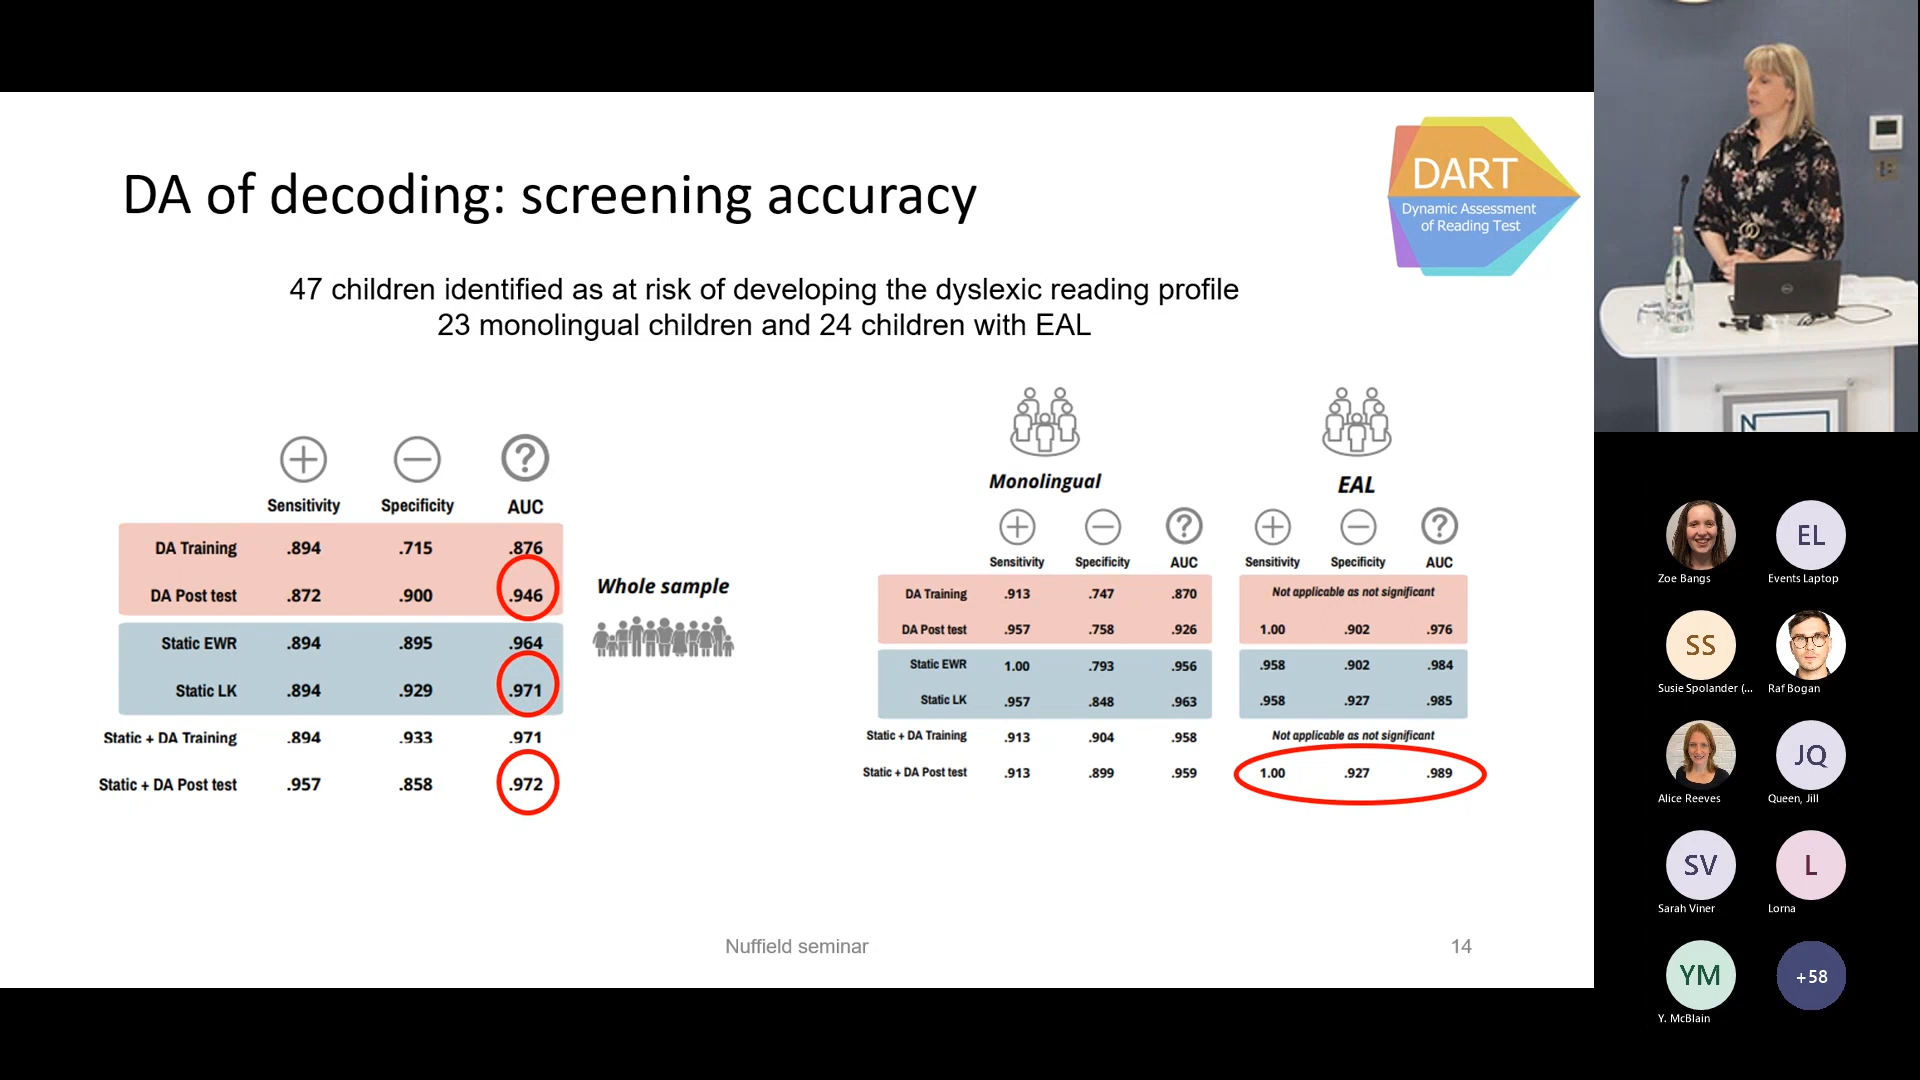 DA of decoding: screening accuracy
DART
Dynamic Assessment
of Reading Test
47 children identified as at risk of developing the dyslexic reading profile
23 monolingual children and 24 children with EAL
Sensitivity Specificity AUC
DA Training .894 .715 .876
DA Post test .872 .900 .946
Static EWR .894 .895 .964
Static LK .894 .929 .971
Static + DA Training .894 .933 .971
Static + DA Post test .957 .858 .972
Whole sample
Monolingual EAL
Sensitivity Specificity AUC Sensitivity Specificity AUC
DA Training .913 .747 .870 Not applicable as not significant
DA Post test .957 .758 .926 1.00 .902 .976
Static EWR 1.00 .793 .956 .958 .902 .984
Static LK .957 .848 .963 .958 .927 .985
Static + DA Training .913 .904 .958 Not applicable as not significant
Static + DA Post test .913 .899 .959 1.00 .927 .989
Nuffield seminar 14
N
EL
Zoe Bangs Events Laptop
SS
Susie Spolander (... Raf Bogan
JQ
Alice Reeves Queen, Jill
SV L
Sarah Viner Lorna
YM +58
Y. McBlain